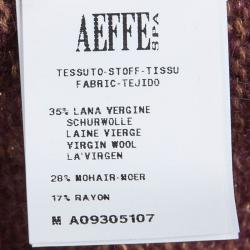 AEFFE SPA
TESSUTO-STOFF-TISSU
FABRIC-TEJIDO
35% LANA VERGINE
SCHURWOLLE
LAINE VIERGE
VIRGIN WOOL
LA'VIRGEN
28% MOHAIR-MOER
17% RAYON
M A09305107